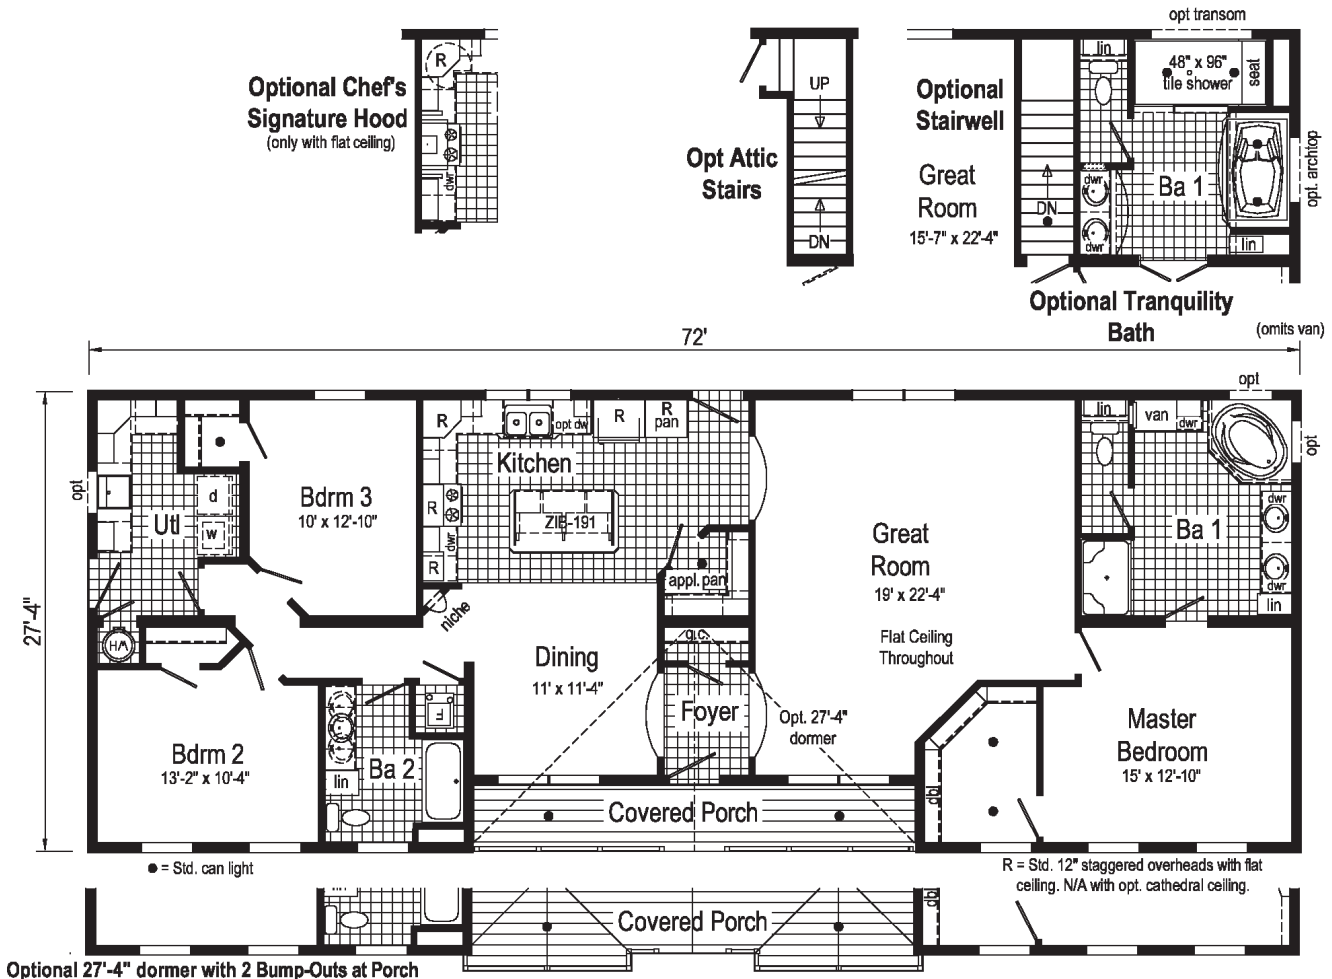 opt transom
Optional Chef's
Signature Hood
(only with flat ceiling)
R
dwr
Opt Attic
Stairs
UP
DN
Optional
Stairwell
Great
Room
15'-7" x 22'-4"
DN
lin
48" x 96"
tile shower
seat
dwr
dwr
Ba 1
lin
opt. archtop
Optional Tranquility
Bath
(omits van)
72'
27'-4"
opt
Utl
d
w
H/W
Bdrm 3
10' x 12'-10"
R
opt dw
R
R
pan
Kitchen
ZIB-191
R
dwr
R
niche
appl. pan
Dining
11' x 11'-4"
g.c.
Foyer
Great
Room
19' x 22'-4"
Flat Ceiling
Throughout
Opt. 27'-4"
dormer
opt
lin
van
dwr
opt
Ba 1
dwr
dwr
lin
Bdrm 2
13'-2" x 10'-4"
Ba 2
lin
LF
Covered Porch
Master
Bedroom
15' x 12'-10"
dbl
● = Std. can light
R = Std. 12" staggered overheads with flat
ceiling. N/A with opt. cathedral ceiling.
lin
Covered Porch
dbl
Optional 27'-4" dormer with 2 Bump-Outs at Porch